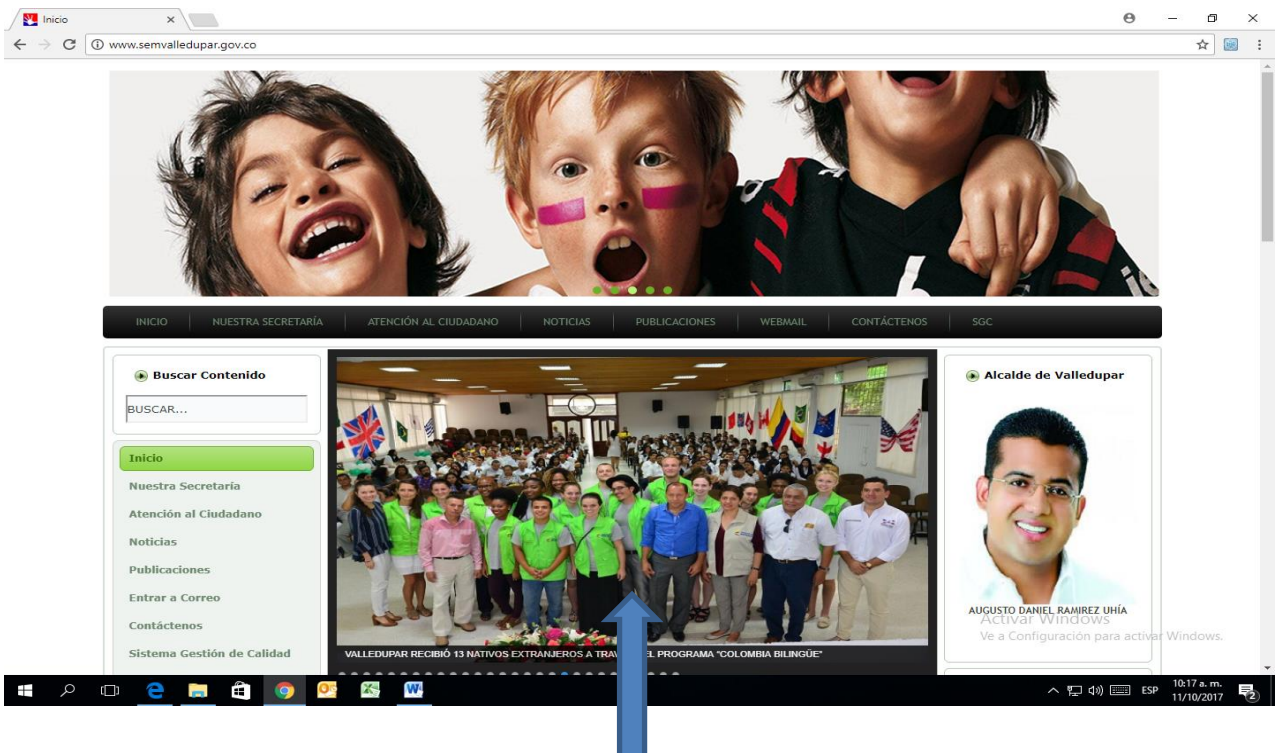 Inicio
www.semvalledupar.gov.co
INICIO
NUESTRA SECRETARÍA
ATENCIÓN AL CIUDADANO
NOTICIAS
PUBLICACIONES
WEBMAIL
CONTÁCTENOS
SGC
Buscar Contenido
BUSCAR...
Inicio
Nuestra Secretaría
Atención al Ciudadano
Noticias
Publicaciones
Entrar a Correo
Contáctenos
Sistema Gestión de Calidad
VALLEDUPAR RECIBIÓ 13 NATIVOS EXTRANJEROS A TRAV EL PROGRAMA "COLOMBIA BILINGÜE"
Alcalde de Valledupar
AUGUSTO DANIEL RAMIREZ UHÍA
Activar Windows
Ve a Configuración para activar Windows.
ESP
10:17 a. m.
11/10/2017
2